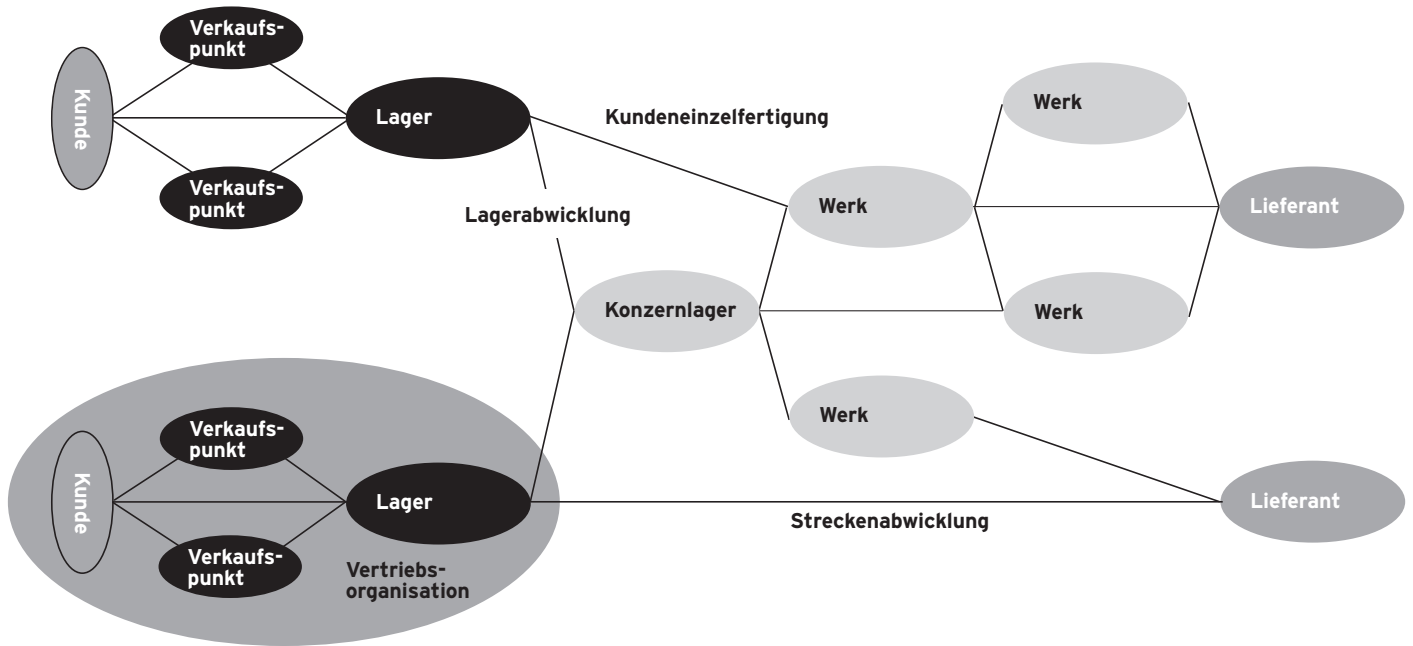 Verkaufs-
punkt
Kunde
Lager
Verkaufs-
punkt
Kundeneinzelfertigung
Lagerabwicklung
Werk
Werk
Lieferant
Konzernlager
Werk
Werk
Verkaufs-
punkt
Kunde
Lager
Verkaufs-
punkt
Vertriebs-
organisation
Streckenabwicklung
Lieferant